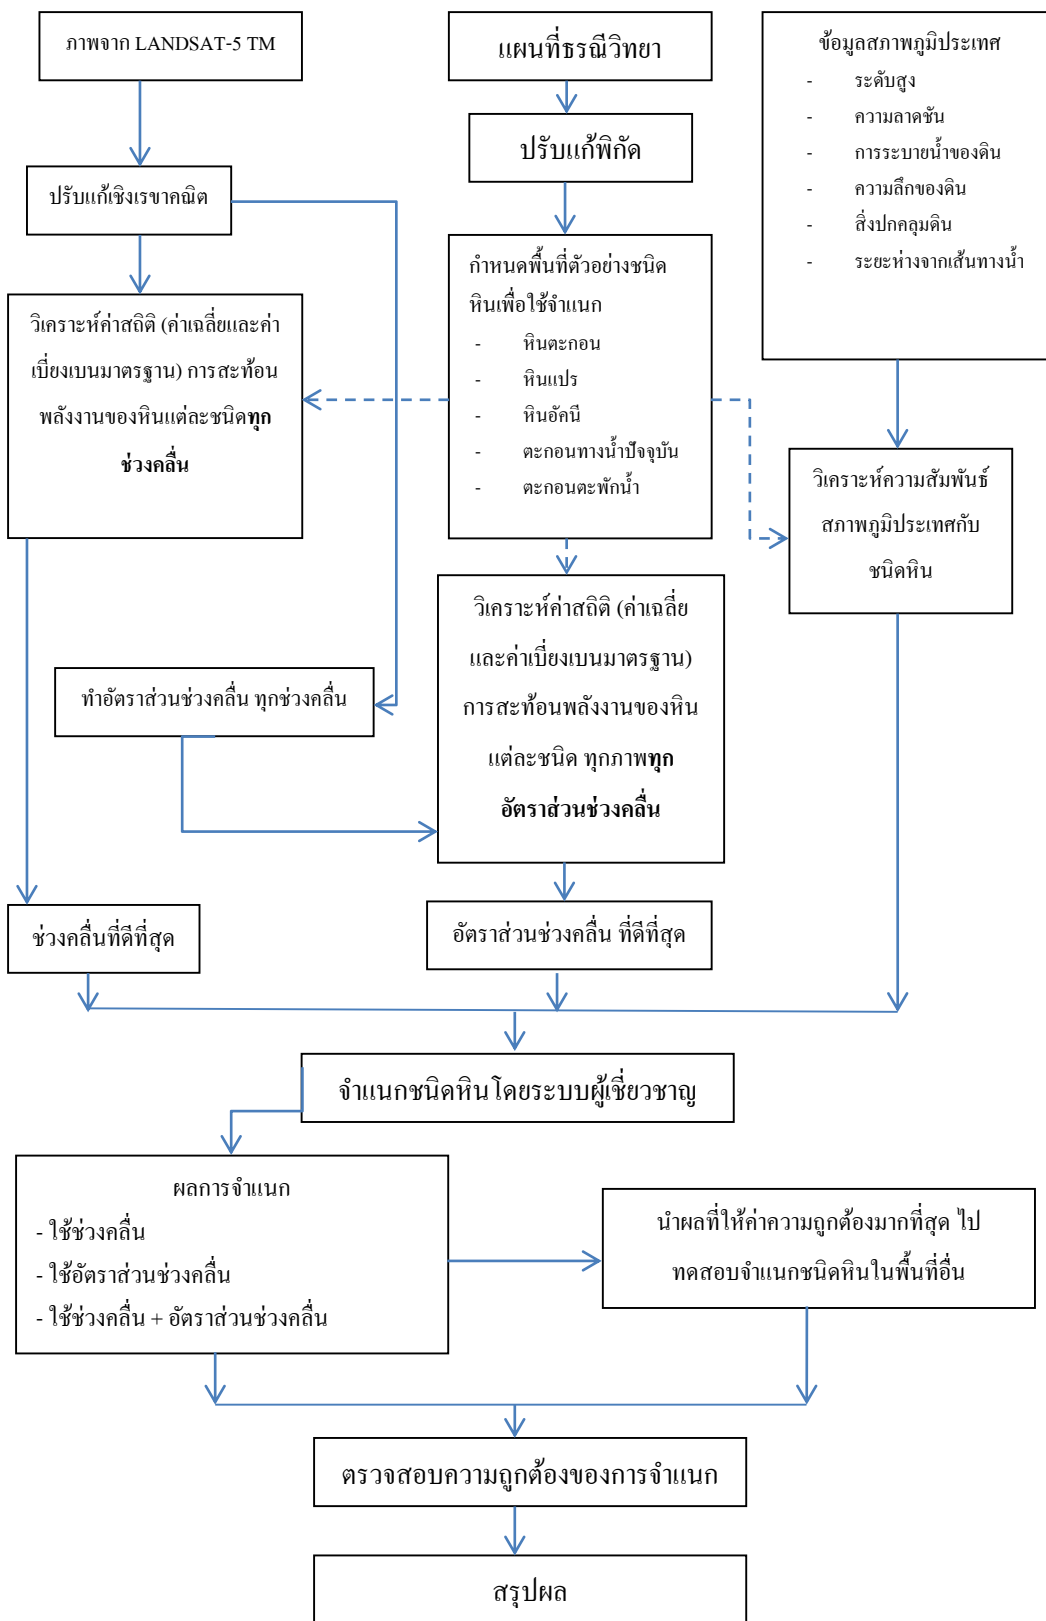 ภาพจาก LANDSAT-5 TM
แผนที่ธรณีวิทยา
ข้อมูลสภาพภูมิประเทศ
- ระดับสูง
- ความลาดชัน
- การระบายน้ำของดิน
- ความลึกของดิน
- สิ่งปกคลุมดิน
- ระยะห่างจากเส้นทางน้ำ
ปรับแก้พิกัด
ปรับแก้เชิงเรขาคณิต
กำหนดพื้นที่ตัวอย่างชนิด
หินเพื่อใช้จำแนก
- หินตะกอน
- หินแปร
- หินอัคนี
- ตะกอนทางน้ำปัจจุบัน
- ตะกอนตะพักน้ำ
วิเคราะห์ค่าสถิติ (ค่าเฉลี่ยและค่า
เบี่ยงเบนมาตรฐาน) การสะท้อน
พลังงานของหินแต่ละชนิดทุก
ช่วงคลื่น
วิเคราะห์ความสัมพันธ์
สภาพภูมิประเทศกับ
ชนิดหิน
วิเคราะห์ค่าสถิติ (ค่าเฉลี่ย
และค่าเบี่ยงเบนมาตรฐาน)
การสะท้อนพลังงานของหิน
แต่ละชนิด ทุกภาพทุก
อัตราส่วนช่วงคลื่น
ทำอัตราส่วนช่วงคลื่น ทุกช่วงคลื่น
ช่วงคลื่นที่ดีที่สุด
อัตราส่วนช่วงคลื่น ที่ดีที่สุด
จำแนกชนิดหินโดยระบบผู้เชี่ยวชาญ
ผลการจำแนก
- ใช้ช่วงคลื่น
- ใช้อัตราส่วนช่วงคลื่น
- ใช้ช่วงคลื่น + อัตราส่วนช่วงคลื่น
นำผลที่ให้ค่าความถูกต้องมากที่สุด ไป
ทดสอบจำแนกชนิดหินในพื้นที่อื่น
ตรวจสอบความถูกต้องของการจำแนก
สรุปผล